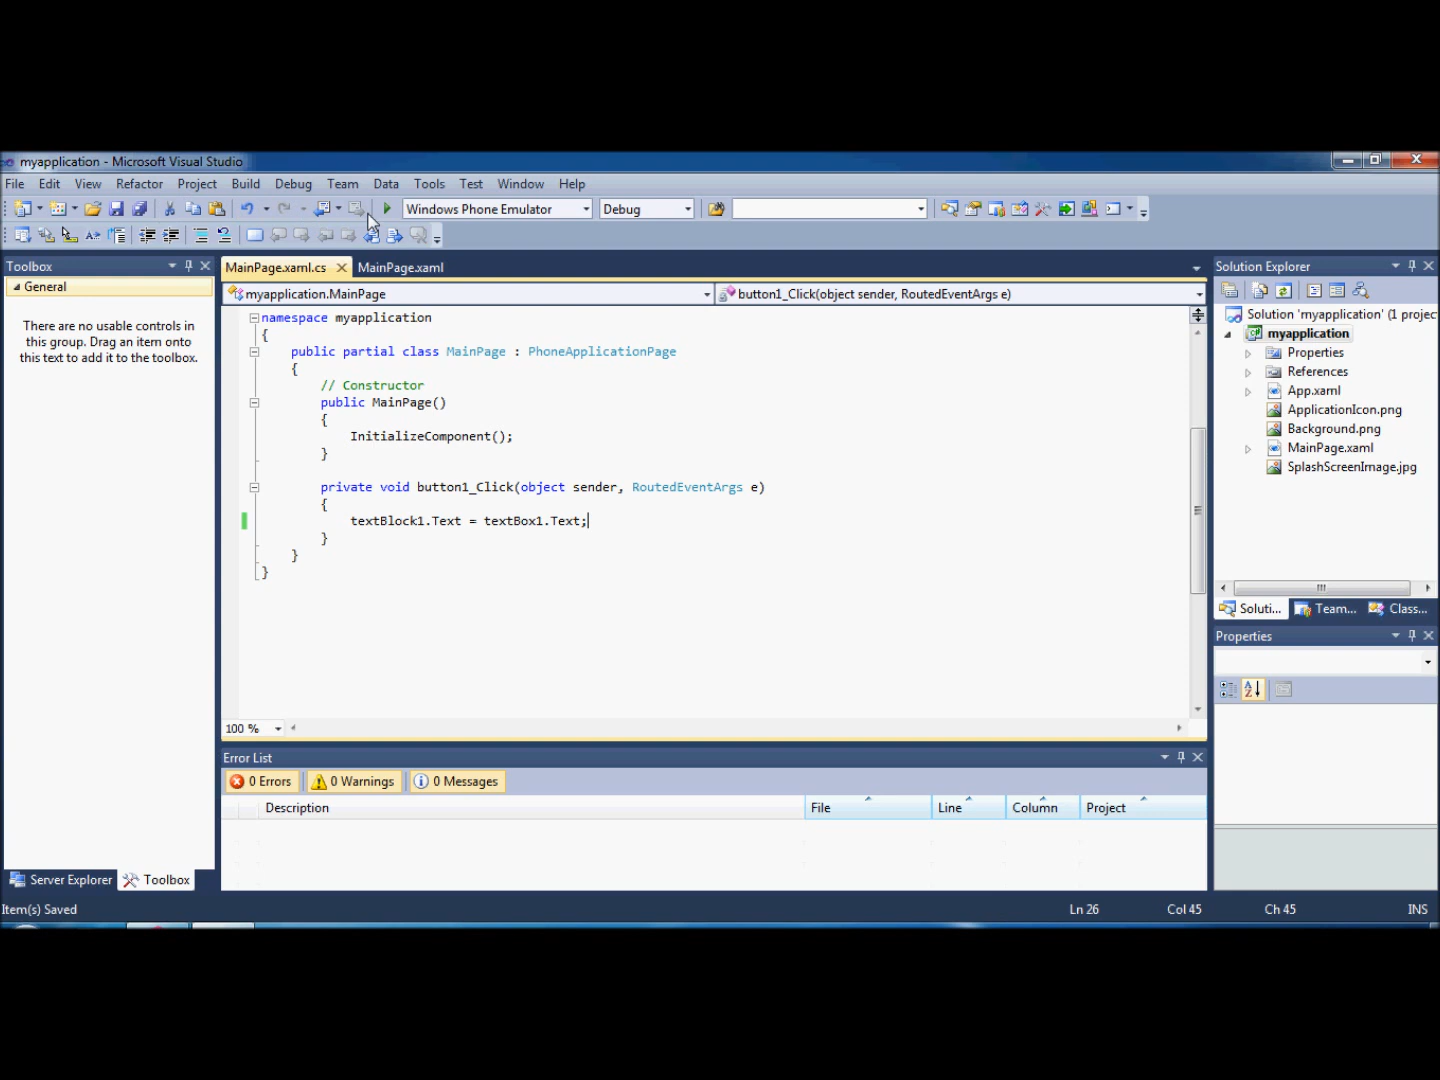 myapplication - Microsoft Visual Studio
File Edit View Refactor Project Build Debug Team Data Tools Test Window Help
Windows Phone Emulator Debug
Toolbox
General
There are no usable controls in
this group. Drag an item onto
this text to add it to the toolbox.
Server Explorer Toolbox
MainPage.xaml.cs MainPage.xaml
myapplication.MainPage button1_Click(object sender, RoutedEventArgs e)
namespace myapplication
{
public partial class MainPage : PhoneApplicationPage
{
// Constructor
public MainPage()
{
InitializeComponent();
}
private void button1_Click(object sender, RoutedEventArgs e)
{
textBlock1.Text = textBox1.Text;
}
}
}
100 %
Error List
0 Errors 0 Warnings 0 Messages
Description File Line Column Project
Solution Explorer
Solution 'myapplication' (1 projec
myapplication
Properties
References
App.xaml
ApplicationIcon.png
Background.png
MainPage.xaml
SplashScreenImage.jpg
Soluti... Team... Class...
Properties
Item(s) Saved Ln 26 Col 45 Ch 45 INS